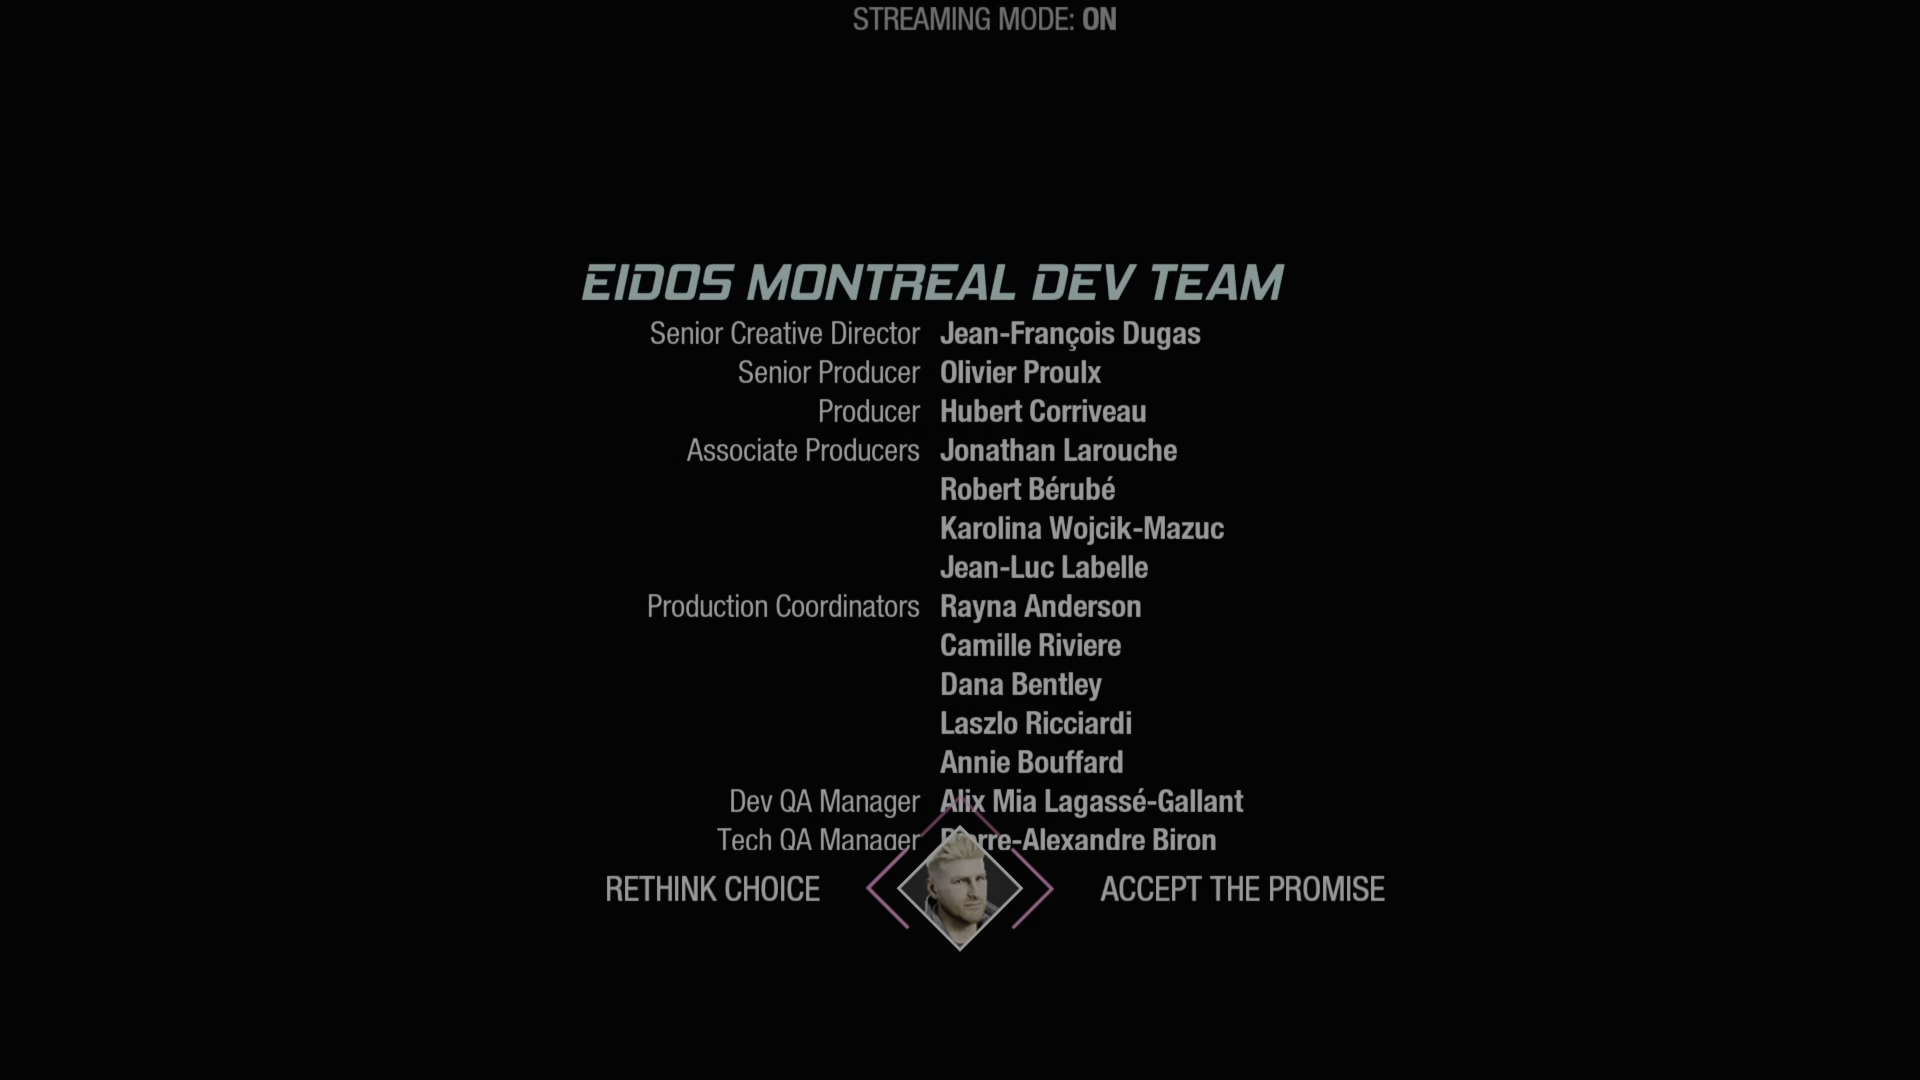 STREAMING MODE: ON
EIDOS MONTREAL DEV TEAM
Senior Creative Director Jean-François Dugas
Senior Producer Olivier Proulx
Producer Hubert Corriveau
Associate Producers Jonathan Larouche
Robert Bérubé
Karolina Wojcik-Mazuc
Jean-Luc Labelle
Production Coordinators Rayna Anderson
Camille Riviere
Dana Bentley
Laszlo Ricciardi
Annie Bouffard
Dev QA Manager Alix Mia Lagassé-Gallant
Tech QA Manager Pierre-Alexandre Biron
RETHINK CHOICE ACCEPT THE PROMISE